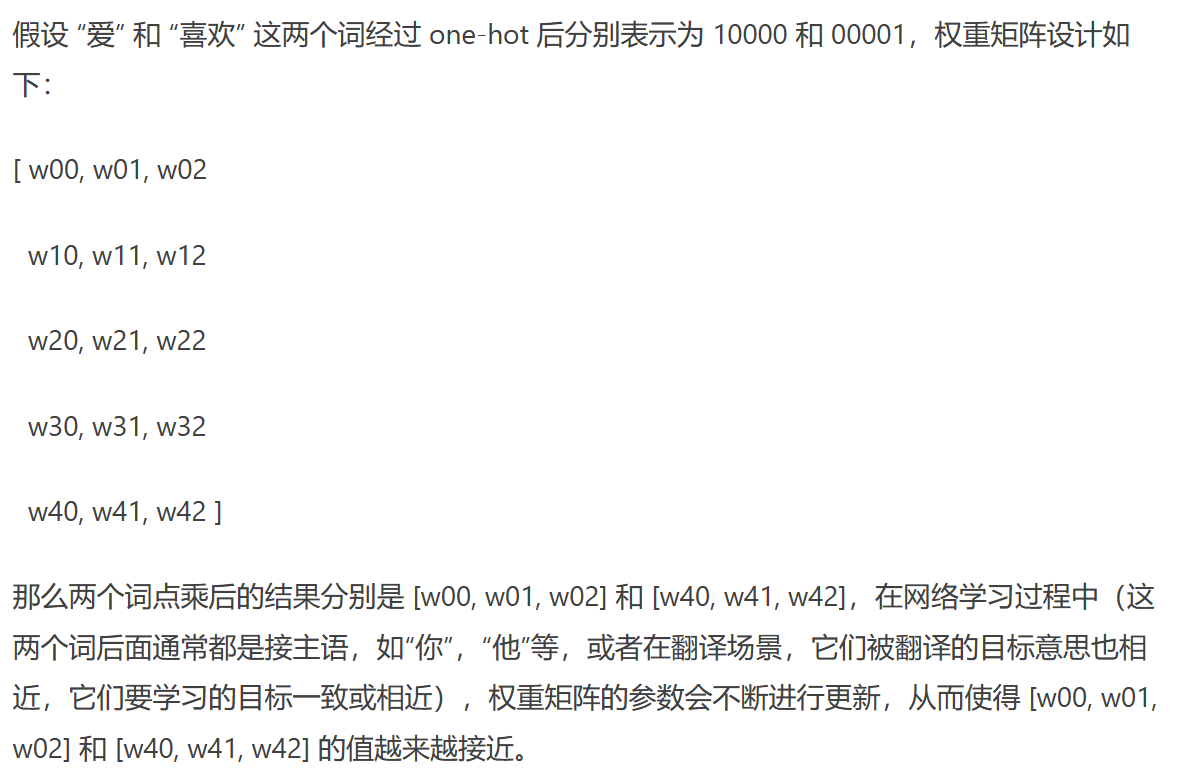 假设 “爱” 和 “喜欢” 这两个词经过 one-hot 后分别表示为 10000 和 00001，权重矩阵设计如
下：
[ w00, w01, w02
w10, w11, w12
w20, w21, w22
w30, w31, w32
w40, w41, w42 ]
那么两个词点乘后的结果分别是 [w00, w01, w02] 和 [w40, w41, w42]，在网络学习过程中（这
两个词后面通常都是接主语，如“你”，“他”等，或者在翻译场景，它们被翻译的目标意思也相
近，它们要学习的目标一致或相近），权重矩阵的参数会不断进行更新，从而使得 [w00, w01,
w02] 和 [w40, w41, w42] 的值越来越接近。